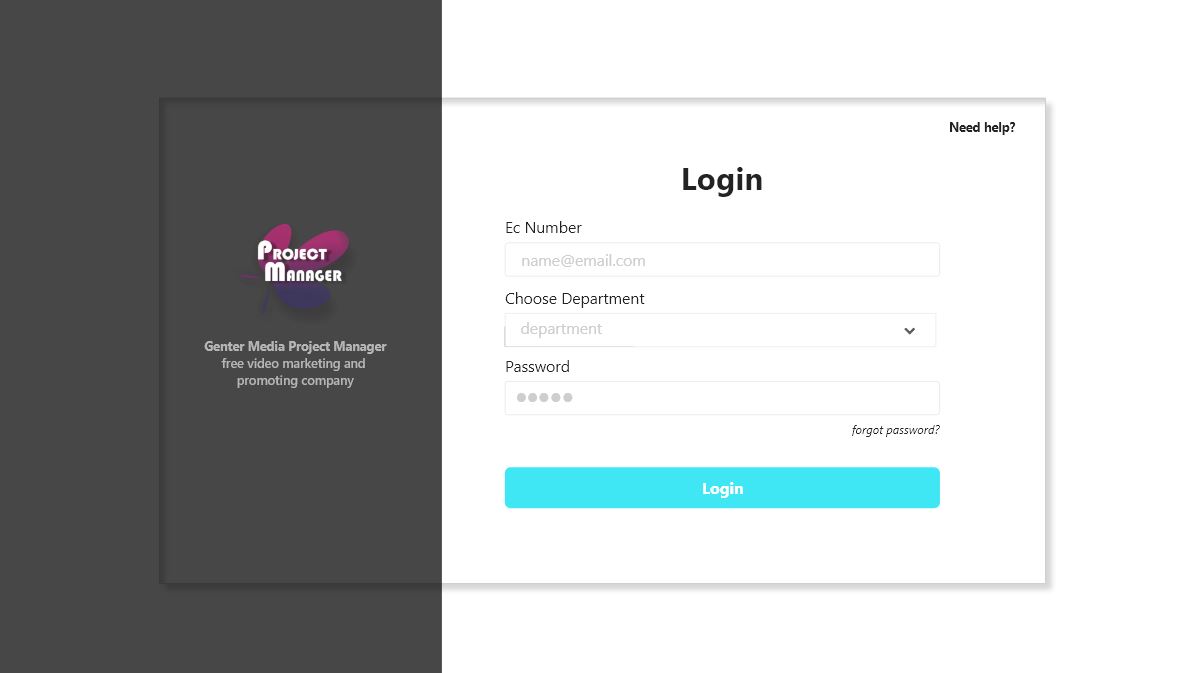 Need help?
Login
Ec Number
name@email.com
Choose Department
department
Password
forgot password?
Login
PROJECT
MANAGER
Genter Media Project Manager
free video marketing and
promoting company